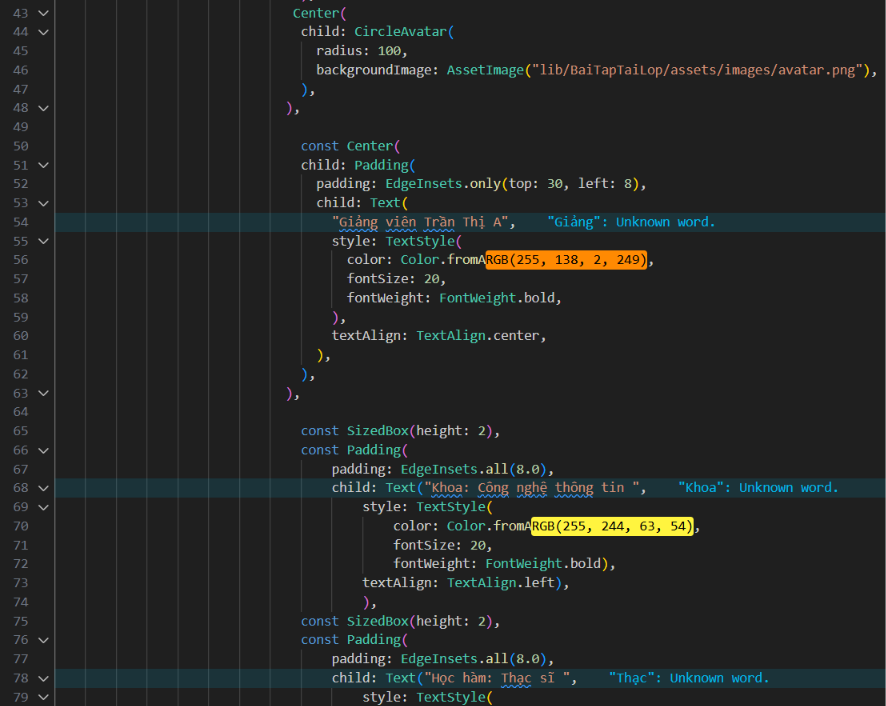 43 Center(
44 child: CircleAvatar(
45 radius: 100,
46 backgroundImage: AssetImage("lib/BaiTapTaiLop/assets/images/avatar.png"),
47 ),
48 ),
49
50 const Center(
51 child: Padding(
52 padding: EdgeInsets.only(top: 30, left: 8),
53 child: Text(
54 "Giảng viên Trần Thị A", "Giảng": Unknown word.
55 style: TextStyle(
56 color: Color.fromARGB(255, 138, 2, 249),
57 fontSize: 20,
58 fontWeight: FontWeight.bold,
59 ),
60 textAlign: TextAlign.center,
61 ),
62 ),
63 ),
64
65 const SizedBox(height: 2),
66 const Padding(
67 padding: EdgeInsets.all(8.0),
68 child: Text("Khoa: Công nghệ thông tin ", "Khoa": Unknown word.
69 style: TextStyle(
70 color: Color.fromARGB(255, 244, 63, 54),
71 fontSize: 20,
72 fontWeight: FontWeight.bold),
73 textAlign: TextAlign.left),
74 ),
75 const SizedBox(height: 2),
76 const Padding(
77 padding: EdgeInsets.all(8.0),
78 child: Text("Học hàm: Thạc sĩ ", "Thạc": Unknown word.
79 style: TextStyle(